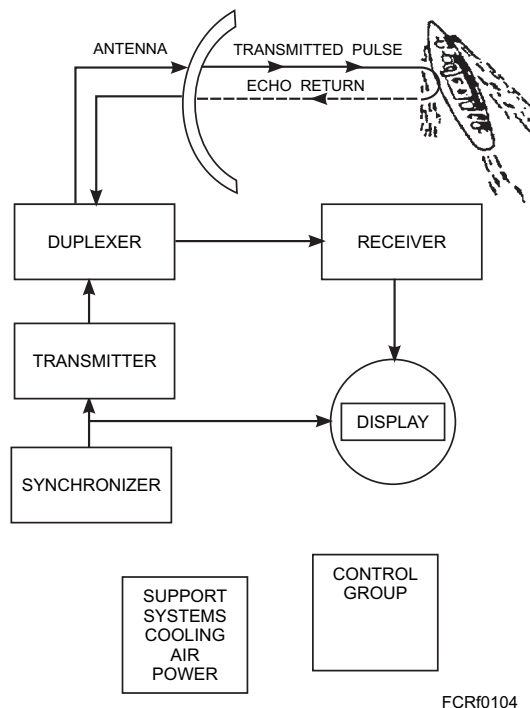 ANTENNA
TRANSMITTED PULSE
ECHO RETURN
DUPLEXER
RECEIVER
TRANSMITTER
DISPLAY
SYNCHRONIZER
SUPPORT
SYSTEMS
COOLING
AIR
POWER
CONTROL
GROUP
FCRf0104